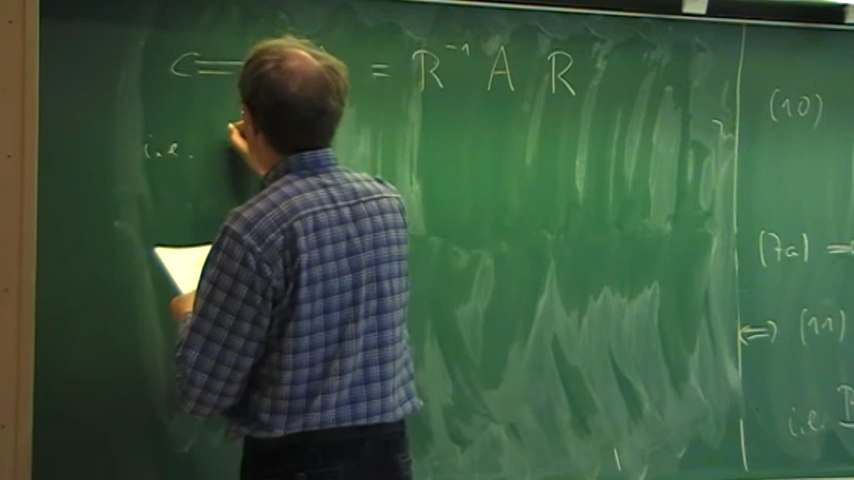 ⟸ = R⁻¹ A R
i.e.
(10)
(7a) ⟹
⟺ (11)
i.e. B